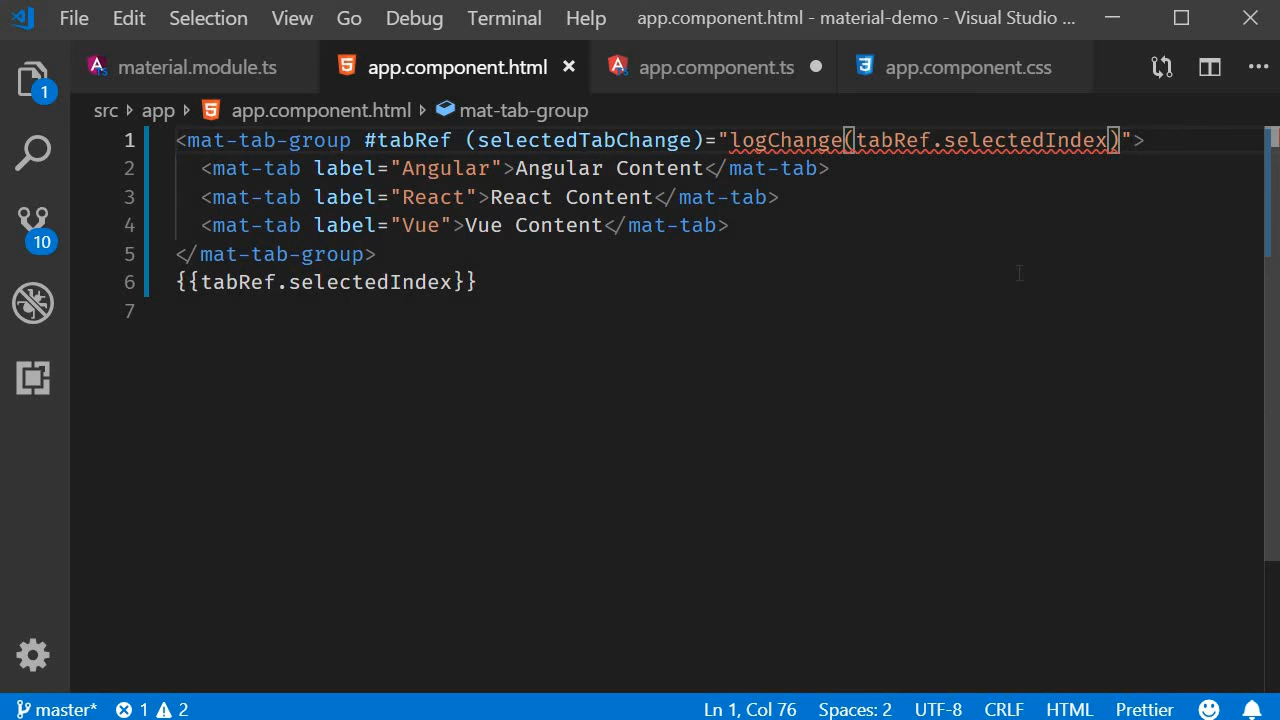 File Edit Selection View Go Debug Terminal Help app.component.html - material-demo - Visual Studio ...
material.module.ts app.component.html × app.component.ts ● app.component.css ...
src › app › app.component.html › mat-tab-group
1 <mat-tab-group #tabRef (selectedTabChange)="logChange(tabRef.selectedIndex)">
2 <mat-tab label="Angular">Angular Content</mat-tab>
3 <mat-tab label="React">React Content</mat-tab>
4 <mat-tab label="Vue">Vue Content</mat-tab>
5 </mat-tab-group>
6 {{tabRef.selectedIndex}}
7
1
10
master* 1 2 Ln 1, Col 76 Spaces: 2 UTF-8 CRLF HTML Prettier